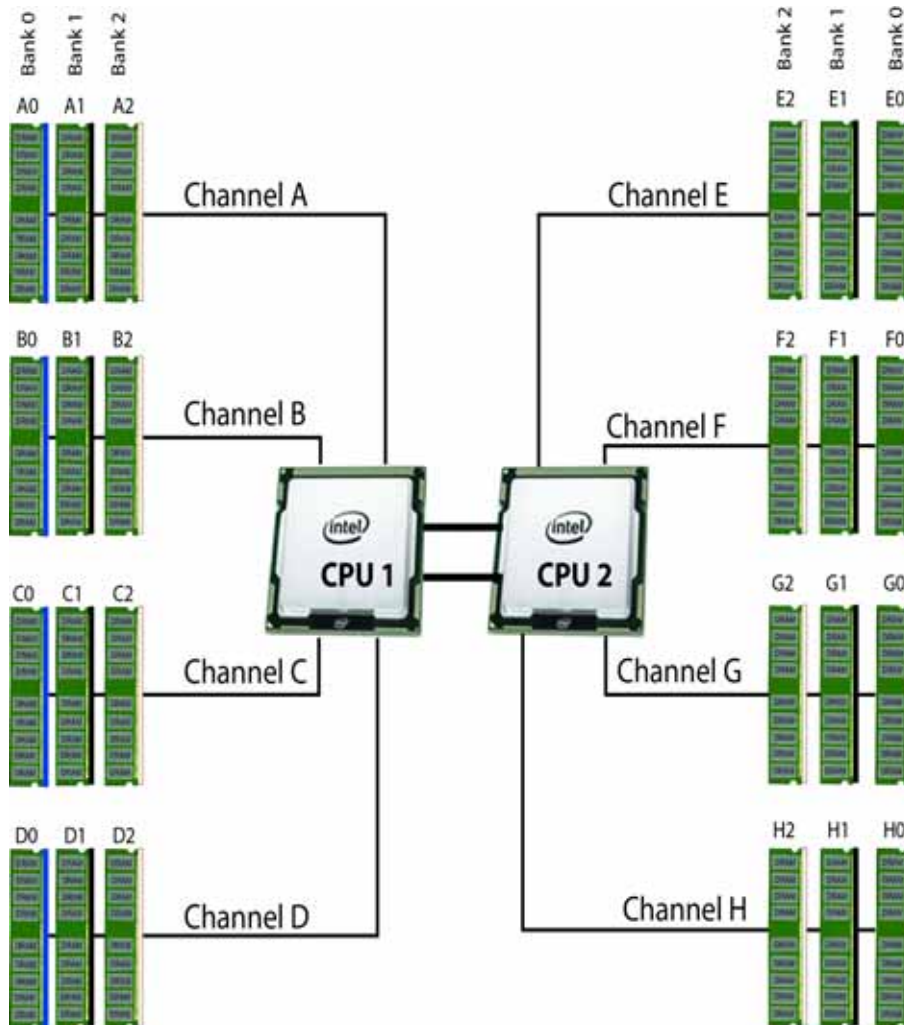 Bank 0
Bank 1
Bank 2
Bank 2
Bank 1
Bank 0
A0 A1 A2
E2 E1 E0
Channel A
Channel E
B0 B1 B2
F2 F1 F0
Channel B
Channel F
intel
CPU 1
intel
CPU 2
C0 C1 C2
G2 G1 G0
Channel C
Channel G
D0 D1 D2
H2 H1 H0
Channel D
Channel H